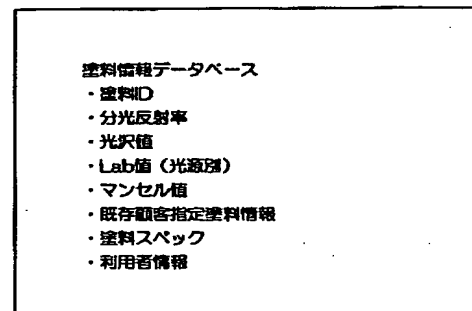 塗料情報データベース
・塗料ID
・分光反射率
・光沢値
・Lab値（光源別）
・マンセル値
・既存顧客指定塗料情報
・塗料スペック
・利用者情報